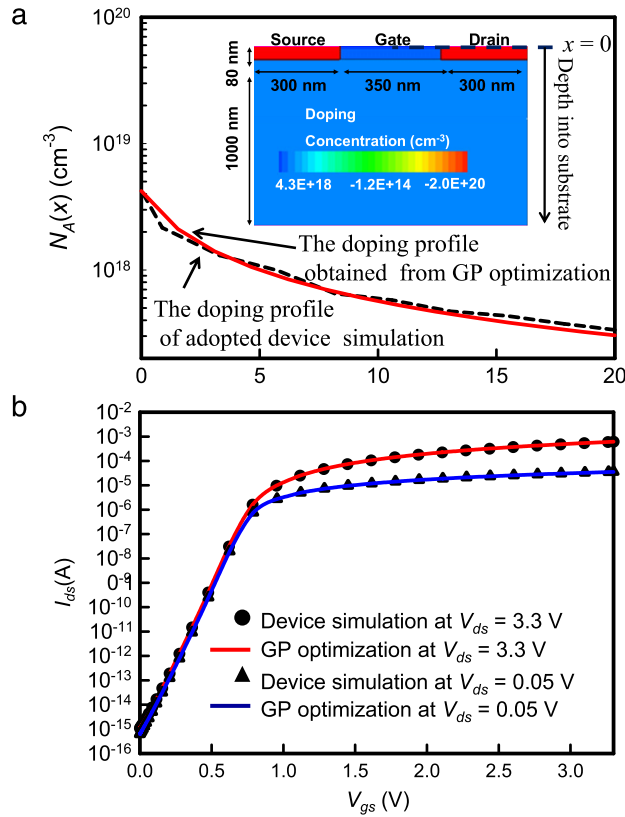 a
10^20
10^19
10^18
N_A(x) (cm^-3)
Source Gate Drain
x = 0
80 nm
300 nm 350 nm 300 nm
1000 nm
Doping
Concentration (cm^-3)
4.3E+18 -1.2E+14 -2.0E+20
Depth into substrate
The doping profile
obtained from GP optimization
The doping profile
of adopted device simulation
0 5 10 15 20
b
10^-2
10^-3
10^-4
10^-5
10^-6
10^-7
10^-8
10^-9
10^-10
10^-11
10^-12
10^-13
10^-14
10^-15
10^-16
I_ds(A)
Device simulation at V_ds = 3.3 V
GP optimization at V_ds = 3.3 V
Device simulation at V_ds = 0.05 V
GP optimization at V_ds = 0.05 V
0.0 0.5 1.0 1.5 2.0 2.5 3.0
V_gs (V)